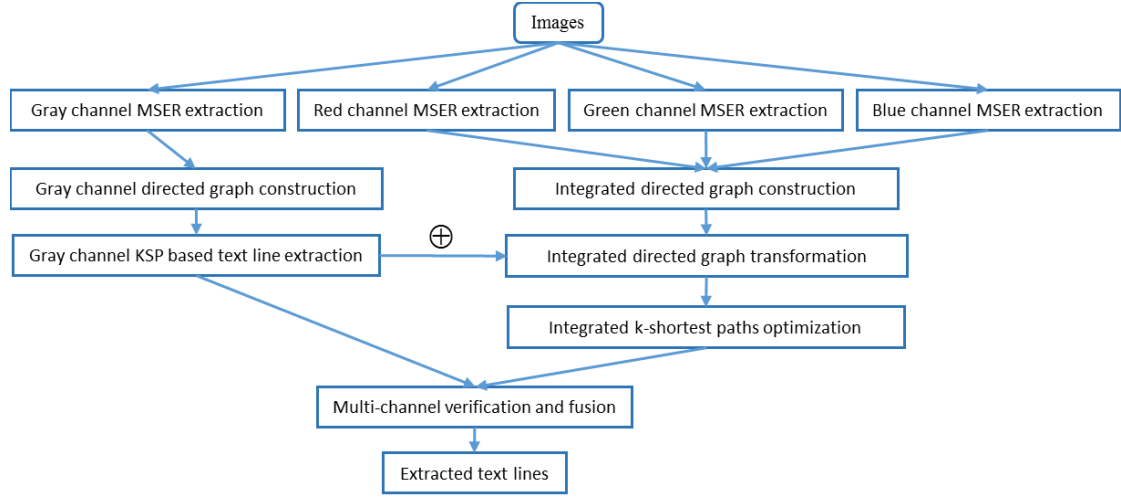 Images
Gray channel MSER extraction
Red channel MSER extraction
Green channel MSER extraction
Blue channel MSER extraction
Gray channel directed graph construction
Integrated directed graph construction
Gray channel KSP based text line extraction
⊕
Integrated directed graph transformation
Integrated k-shortest paths optimization
Multi-channel verification and fusion
Extracted text lines